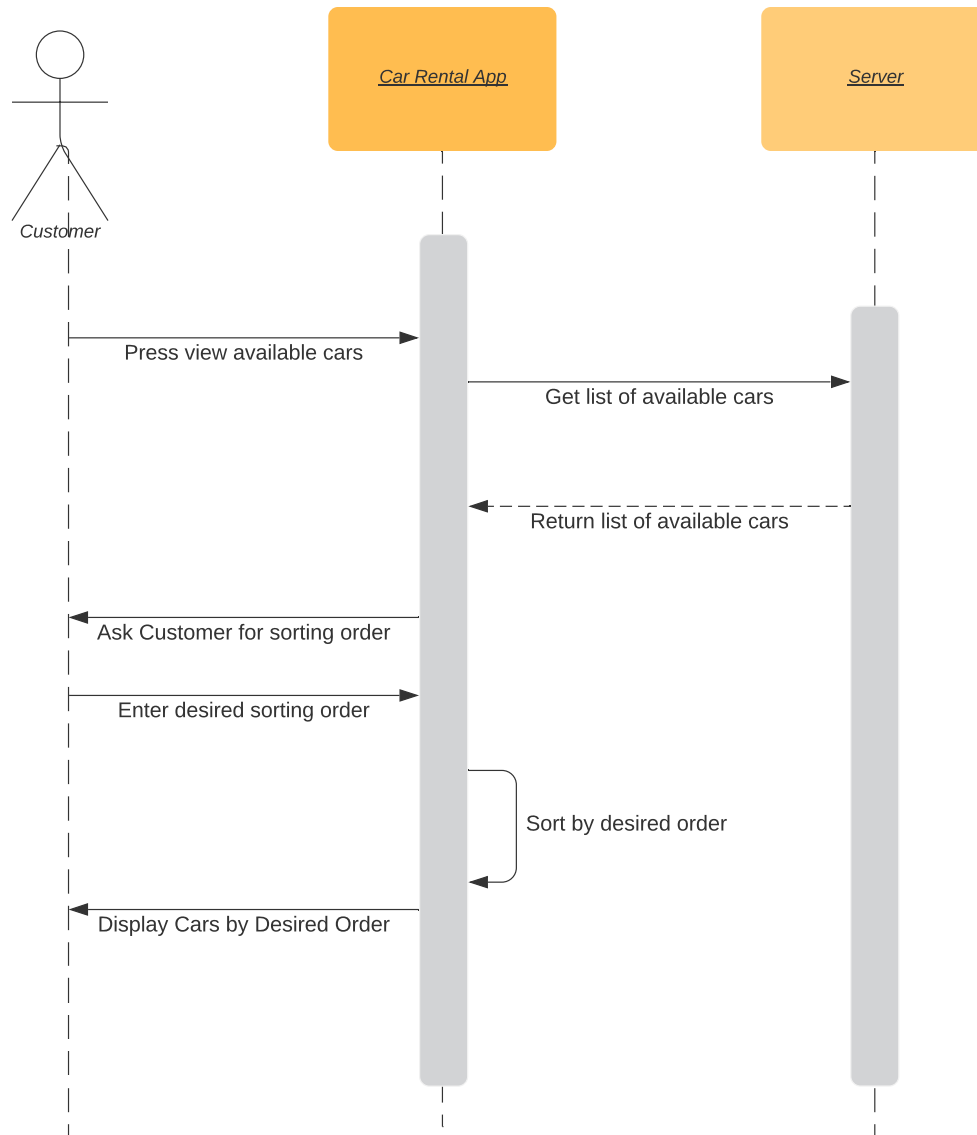 Car Rental App
Server
Customer
Press view available cars
Get list of available cars
Return list of available cars
Ask Customer for sorting order
Enter desired sorting order
Sort by desired order
Display Cars by Desired Order